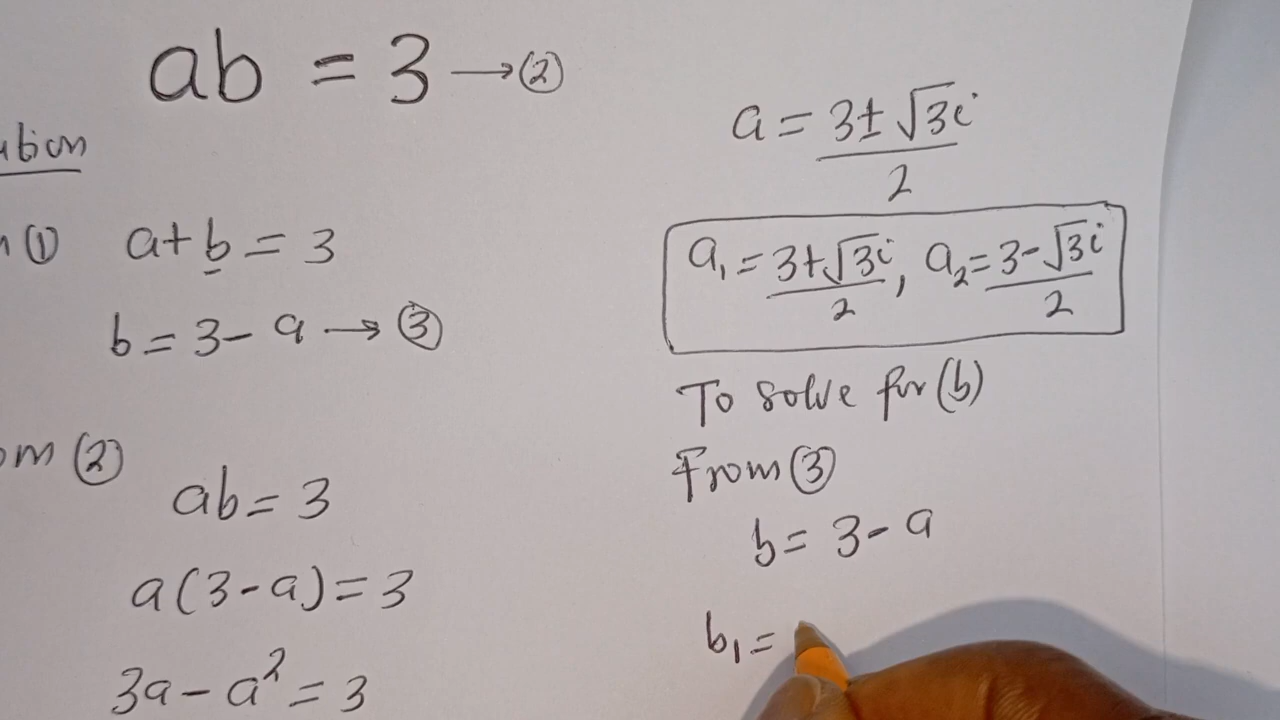 ab = 3 → (2)
① a+b = 3
b = 3 - a → ③
(2)
ab = 3
a(3-a) = 3
3a - a² = 3
a = (3±√3i)/2
a₁ = (3+√3i)/2, a₂ = (3-√3i)/2
To solve for (b)
From ③
b = 3 - a
b₁ =